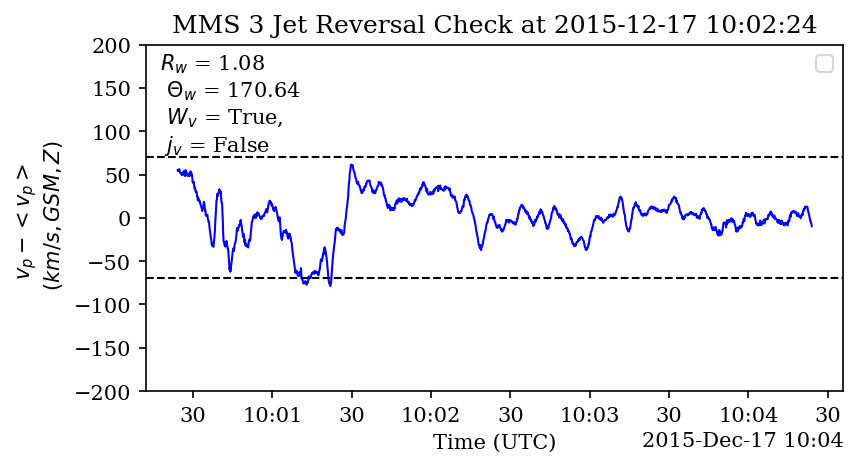 MMS 3 Jet Reversal Check at 2015-12-17 10:02:24
200
150
100
50
0
−50
−100
−150
−200
v_p − < v_p >
(km/s, GSM, Z)
R_w = 1.08
Θ_w = 170.64
W_v = True,
j_v = False
30 10:01 30 10:02 30 10:03 30 10:04 30
Time (UTC)
2015-Dec-17 10:04